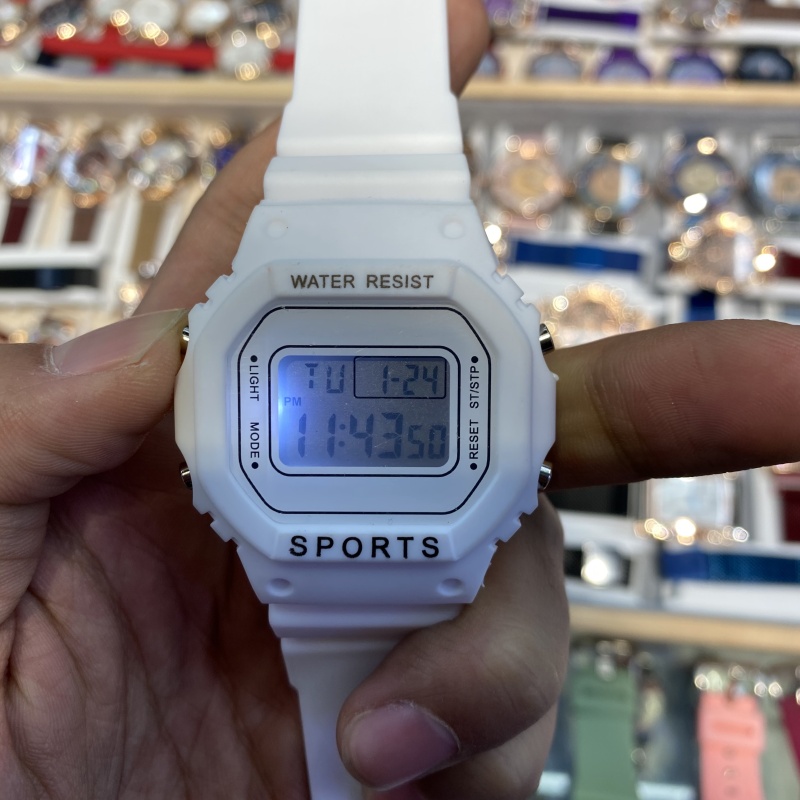 WATER RESIST
TU 1-24
PM
11:43 50
LIGHT
MODE
ST/STP
RESET
SPORTS